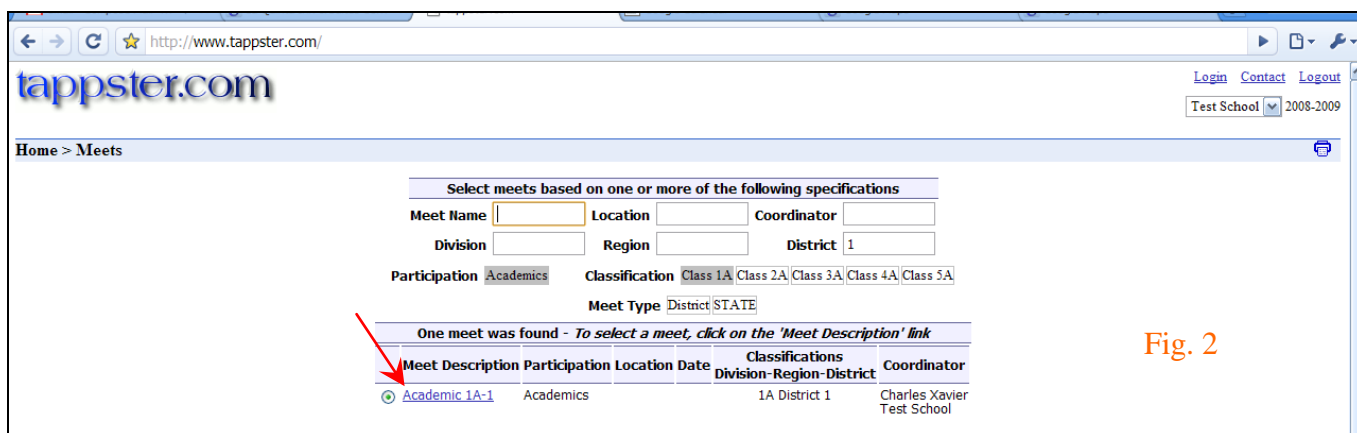 http://www.tappster.com/
tappster.com
Login Contact Logout
Test School 2008-2009
Home > Meets
Select meets based on one or more of the following specifications
Meet Name Location Coordinator
Division Region District 1
Participation Academics Classification Class 1A Class 2A Class 3A Class 4A Class 5A
Meet Type District STATE
One meet was found - To select a meet, click on the 'Meet Description' link
Meet Description Participation Location Date Classifications Division-Region-District Coordinator
Academic 1A-1 Academics 1A District 1 Charles Xavier
Test School
Fig. 2